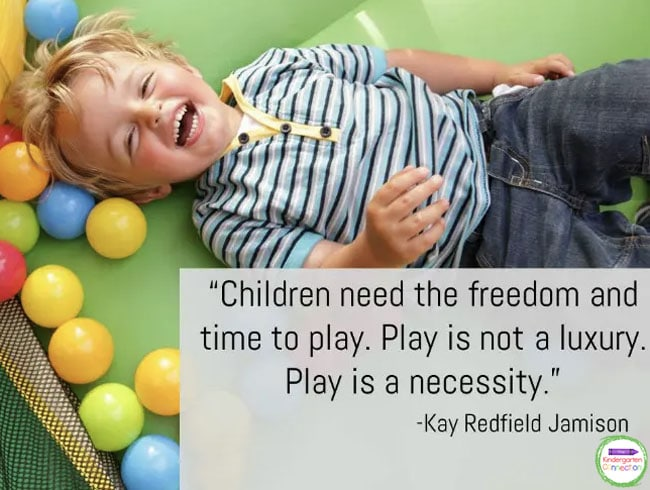 “Children need the freedom and
time to play. Play is not a luxury.
Play is a necessity.”
-Kay Redfield Jamison
the
Kindergarten
Connection